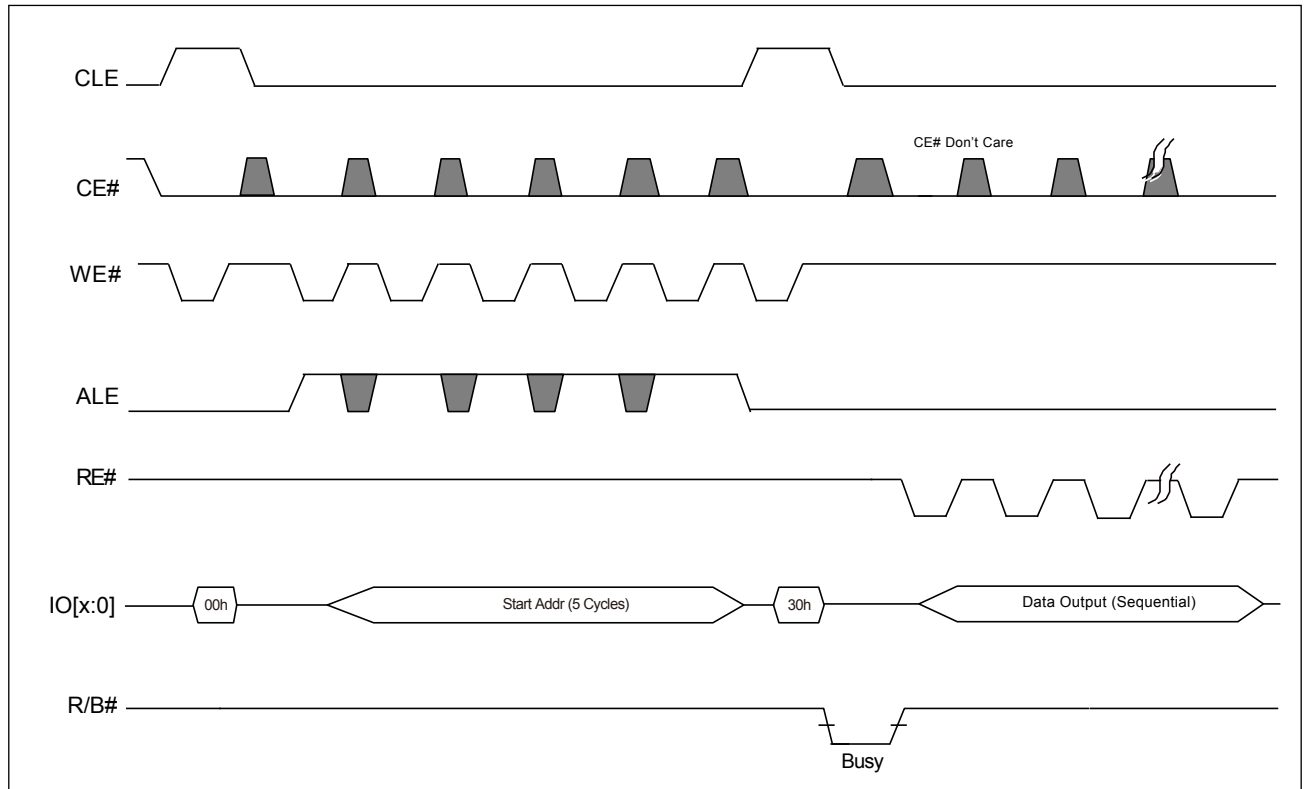 CLE
CE# Don't Care
CE#
WE#
ALE
RE#
IO[x:0]
00h
Start Addr (5 Cycles)
30h
Data Output (Sequential)
R/B#
Busy